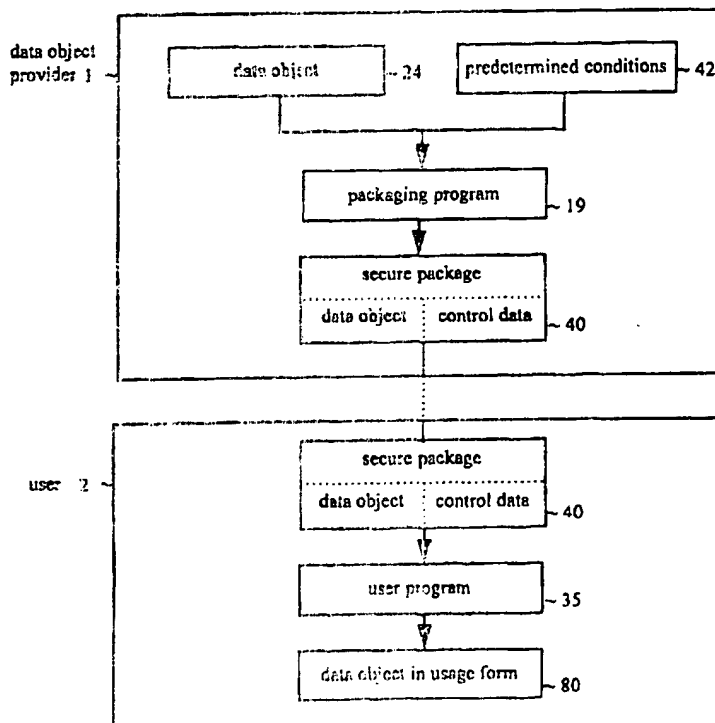 data object
provider 1
data object
24
predetermined conditions
42
packaging program
19
secure package
data object
control data
40
user 2
secure package
data object
control data
40
user program
35
data object in usage form
80